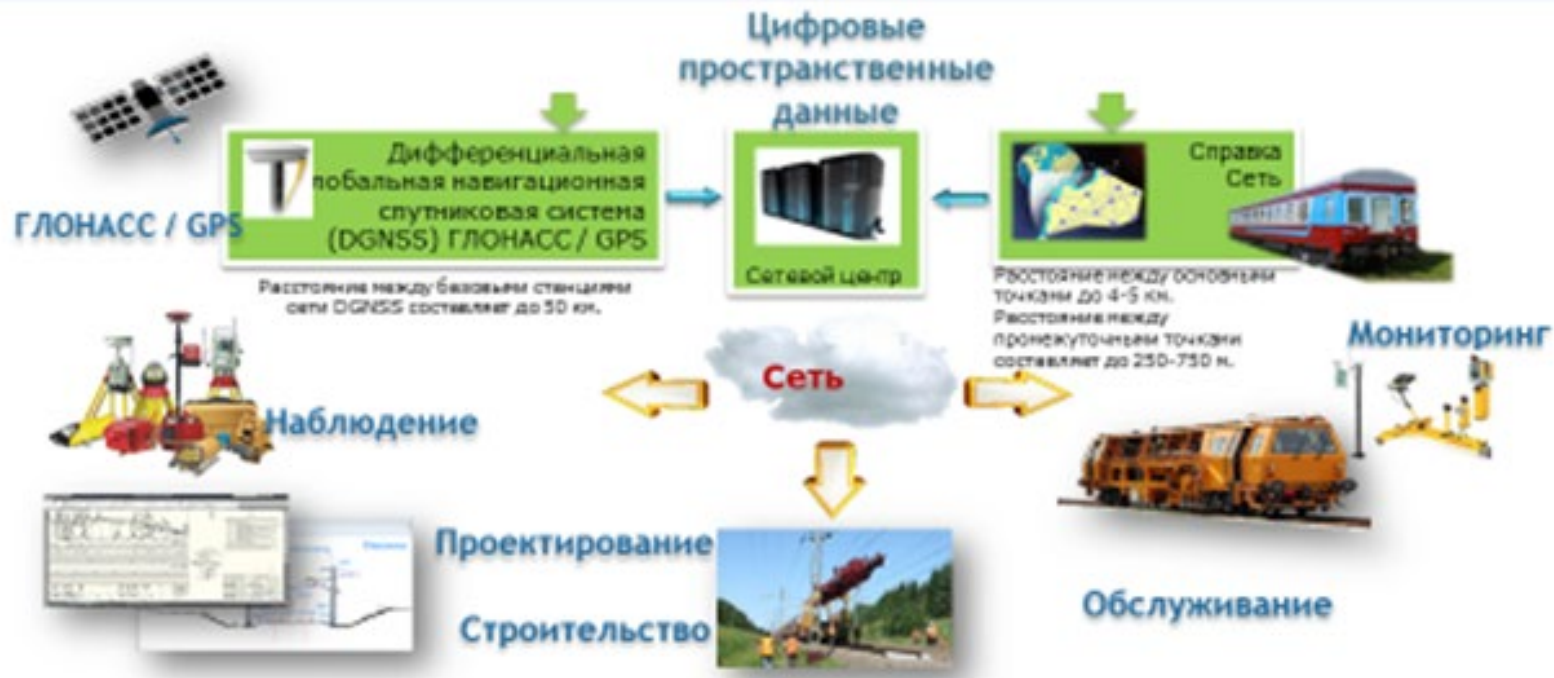 Цифровые
пространственные
данные
ГЛОНАСС / GPS
Дифференциальная
лобальная навигационная
спутниковая система
(DGNSS) ГЛОНАСС / GPS
Расстояние между базовыми станциями
сети DGNSS составляет до 50 км.
Сетевой центр
Справка
Сеть
Расстояние между основными
точками до 4-5 км.
Расстояние между
промежуточными точками
составляет до 250-750 м.
Сеть
Мониторинг
Наблюдение
Проектирование
Строительство
Обслуживание